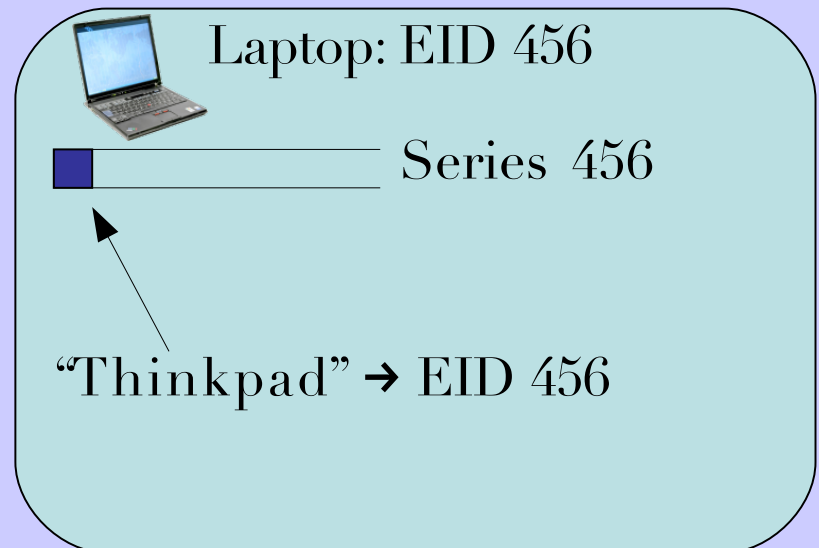 Laptop: EID 456
Series 456
“Thinkpad” → EID 456